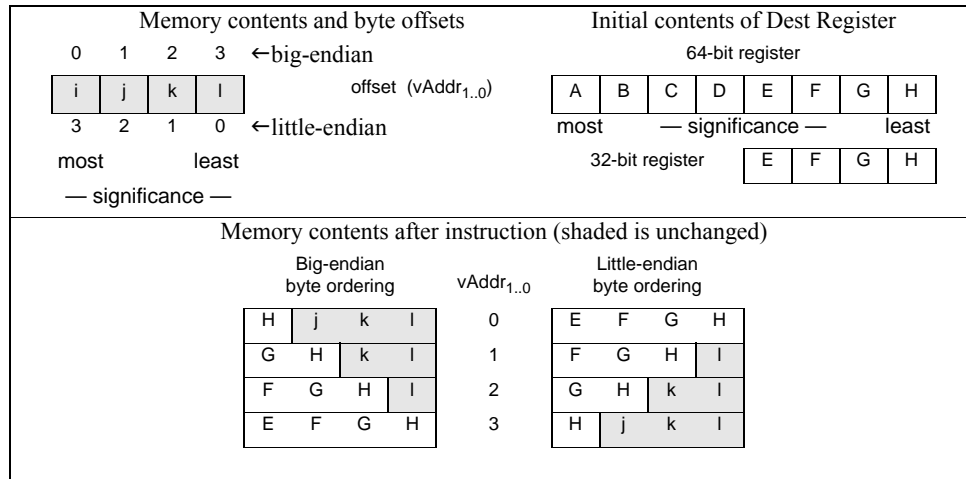 Memory contents and byte offsets
0 1 2 3 ←big-endian
i j k l
offset (vAddr1..0)
3 2 1 0 ←little-endian
most least
— significance —
Initial contents of Dest Register
64-bit register
A B C D E F G H
most — significance — least
32-bit register E F G H
Memory contents after instruction (shaded is unchanged)
Big-endian
byte ordering
vAddr1..0
Little-endian
byte ordering
H j k l 0 E F G H
G H k l 1 F G H l
F G H l 2 G H k l
E F G H 3 H j k l